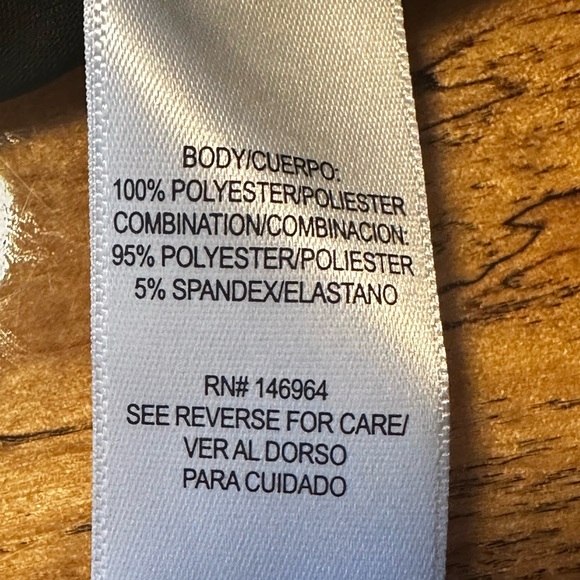 BODY/CUERPO:
100% POLYESTER/POLIESTER
COMBINATION/COMBINACION:
95% POLYESTER/POLIESTER
5% SPANDEX/ELASTANO
RN# 146964
SEE REVERSE FOR CARE/
VER AL DORSO
PARA CUIDADO